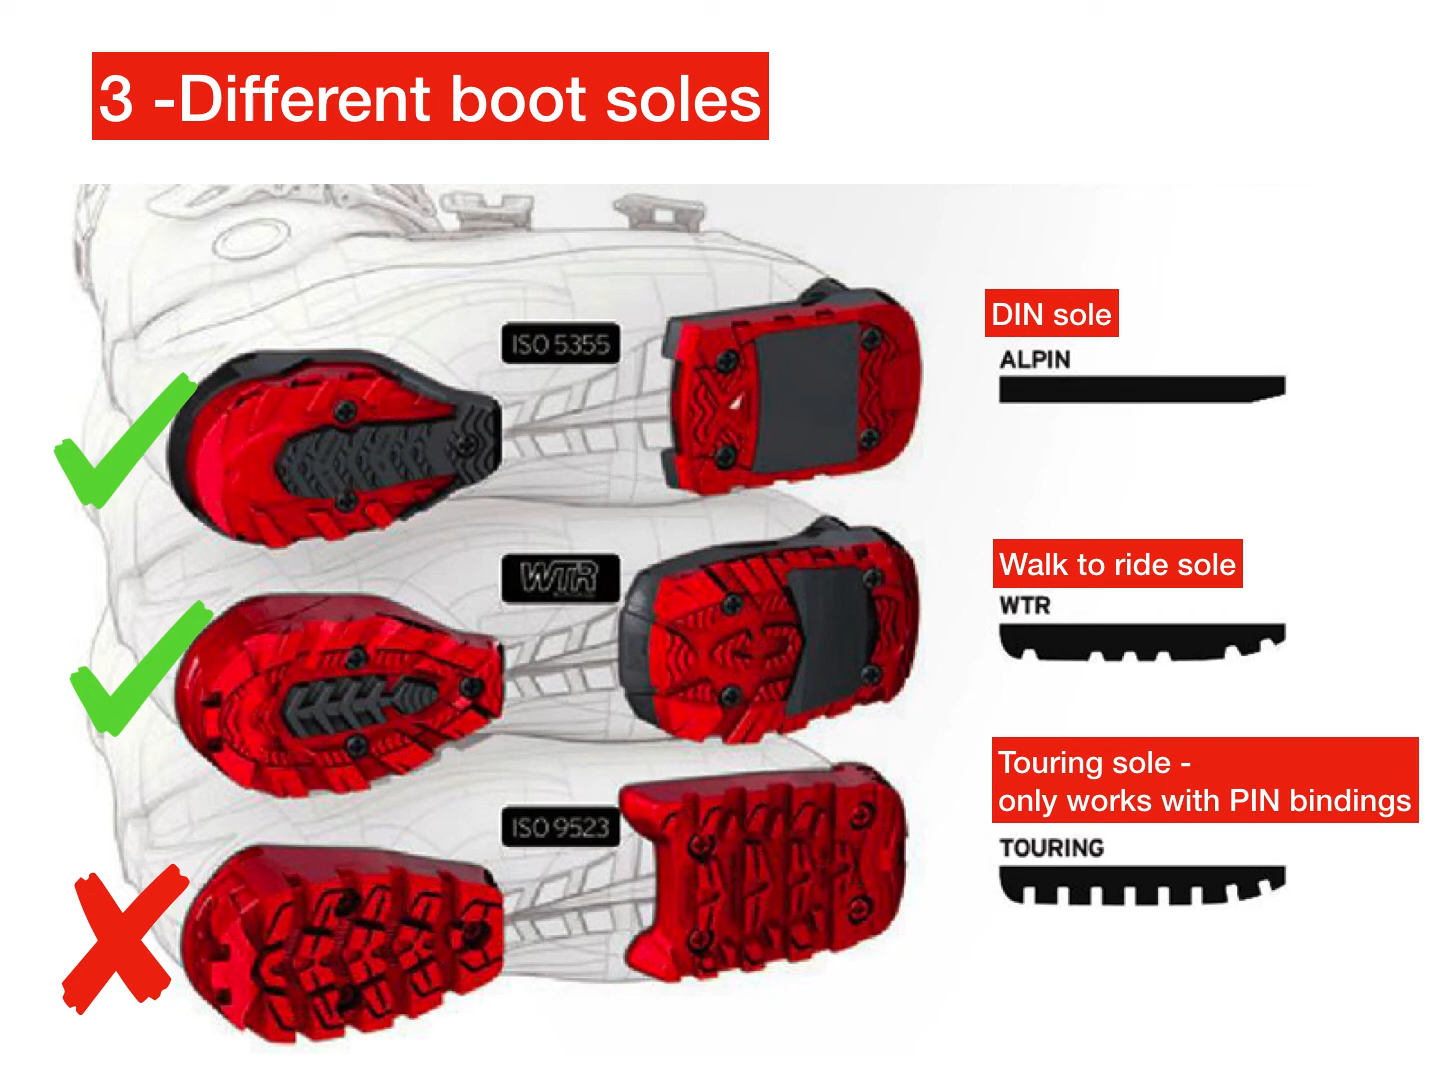 3 -Different boot soles
ISO 5355
DIN sole
ALPIN
WTR
Walk to ride sole
WTR
ISO 9523
Touring sole -
only works with PIN bindings
TOURING